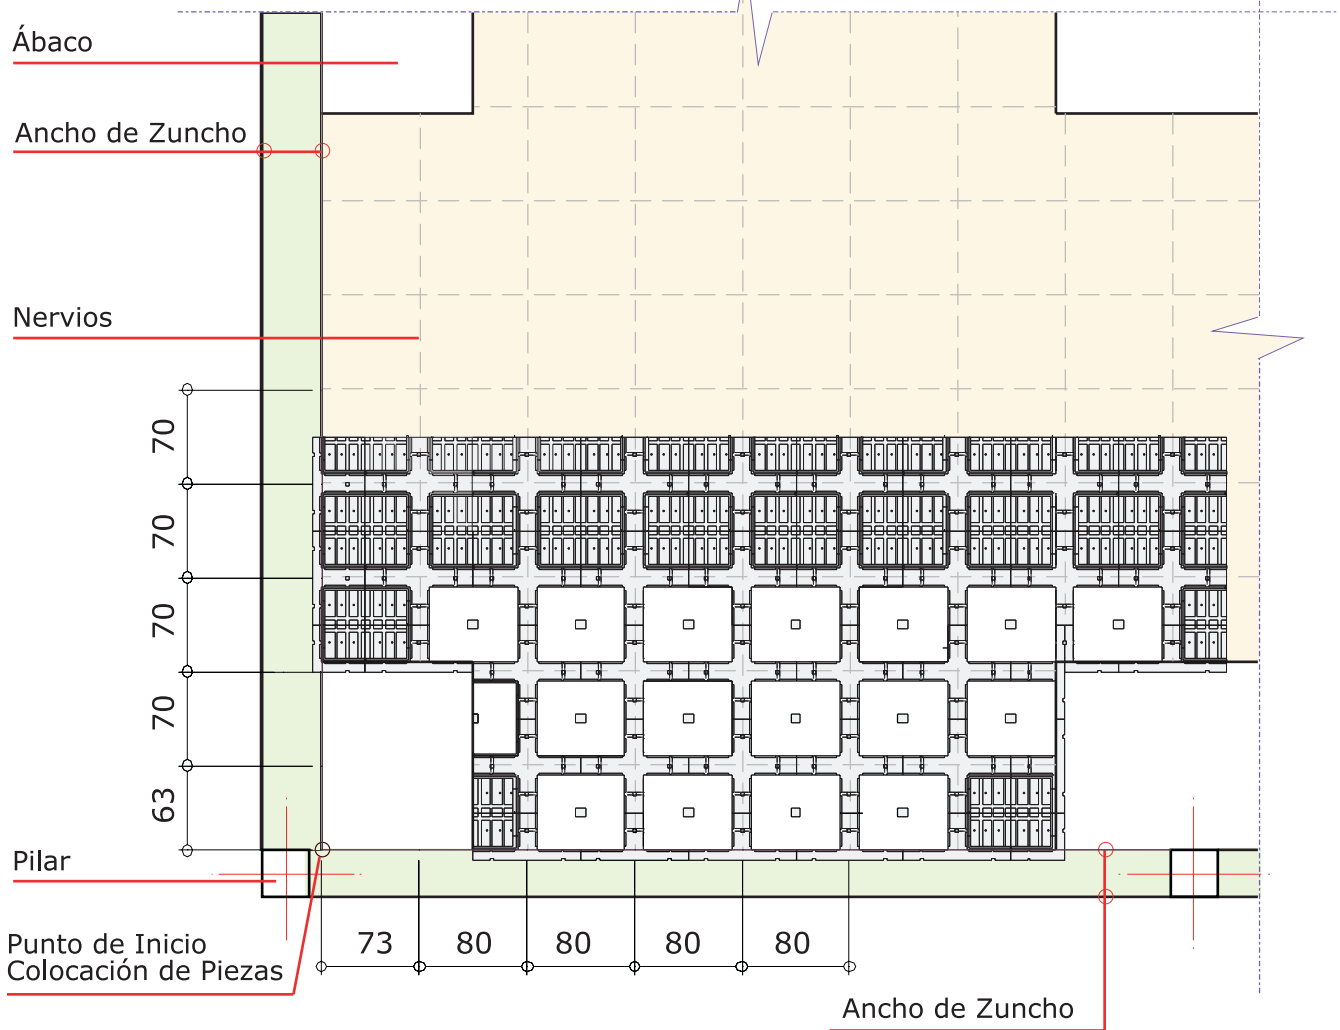 Ábaco
Ancho de Zuncho
Nervios
70
70
70
70
63
Pilar
Punto de Inicio
Colocación de Piezas
73 80 80 80 80
Ancho de Zuncho